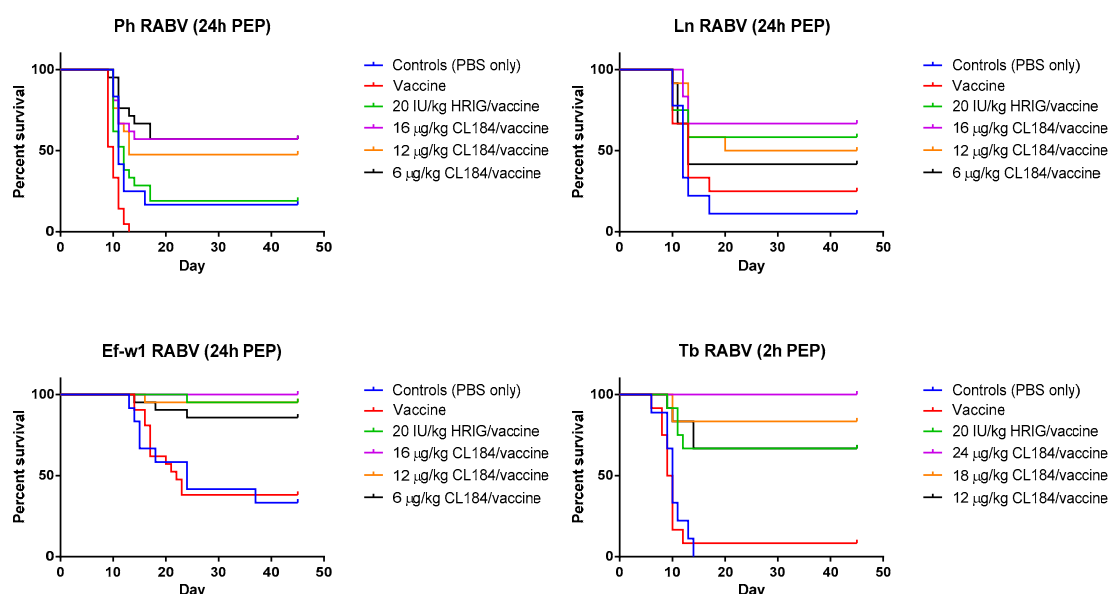 Ph RABV (24h PEP)
Percent survival
100
50
0
0 10 20 30 40 50
Day
Controls (PBS only)
Vaccine
20 IU/kg HRIG/vaccine
16 µg/kg CL184/vaccine
12 µg/kg CL184/vaccine
6 µg/kg CL184/vaccine
Ln RABV (24h PEP)
Percent survival
100
50
0
0 10 20 30 40 50
Day
Controls (PBS only)
Vaccine
20 IU/kg HRIG/vaccine
16 µg/kg CL184/vaccine
12 µg/kg CL184/vaccine
6 µg/kg CL184/vaccine
Ef-w1 RABV (24h PEP)
Percent survival
100
50
0
0 10 20 30 40 50
Day
Controls (PBS only)
Vaccine
20 IU/kg HRIG/vaccine
16 µg/kg CL184/vaccine
12 µg/kg CL184/vaccine
6 µg/kg CL184/vaccine
Tb RABV (2h PEP)
Percent survival
100
50
0
0 10 20 30 40 50
Day
Controls (PBS only)
Vaccine
20 IU/kg HRIG/vaccine
24 µg/kg CL184/vaccine
18 µg/kg CL184/vaccine
12 µg/kg CL184/vaccine